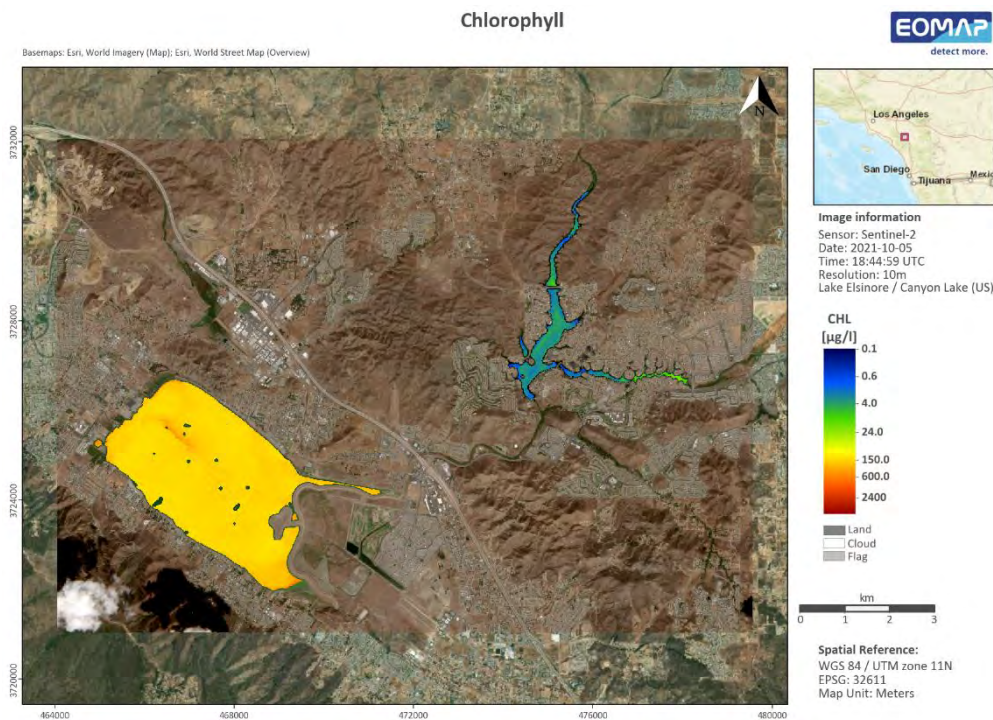 Chlorophyll
EOMAP
detect more.
Basemaps: Esri, World Imagery (Map); Esri, World Street Map (Overview)
N
3732000
3728000
3724000
3720000
464000
468000
472000
476000
480000
Los Angeles
San Diego
Tijuana
Mexic
Image information
Sensor: Sentinel-2
Date: 2021-10-05
Time: 18:44:59 UTC
Resolution: 10m
Lake Elsinore / Canyon Lake (US)
CHL
[µg/l]
0.1
0.6
4.0
24.0
150.0
600.0
2400
Land
Cloud
Flag
km
0 1 2 3
Spatial Reference:
WGS 84 / UTM zone 11N
EPSG: 32611
Map Unit: Meters